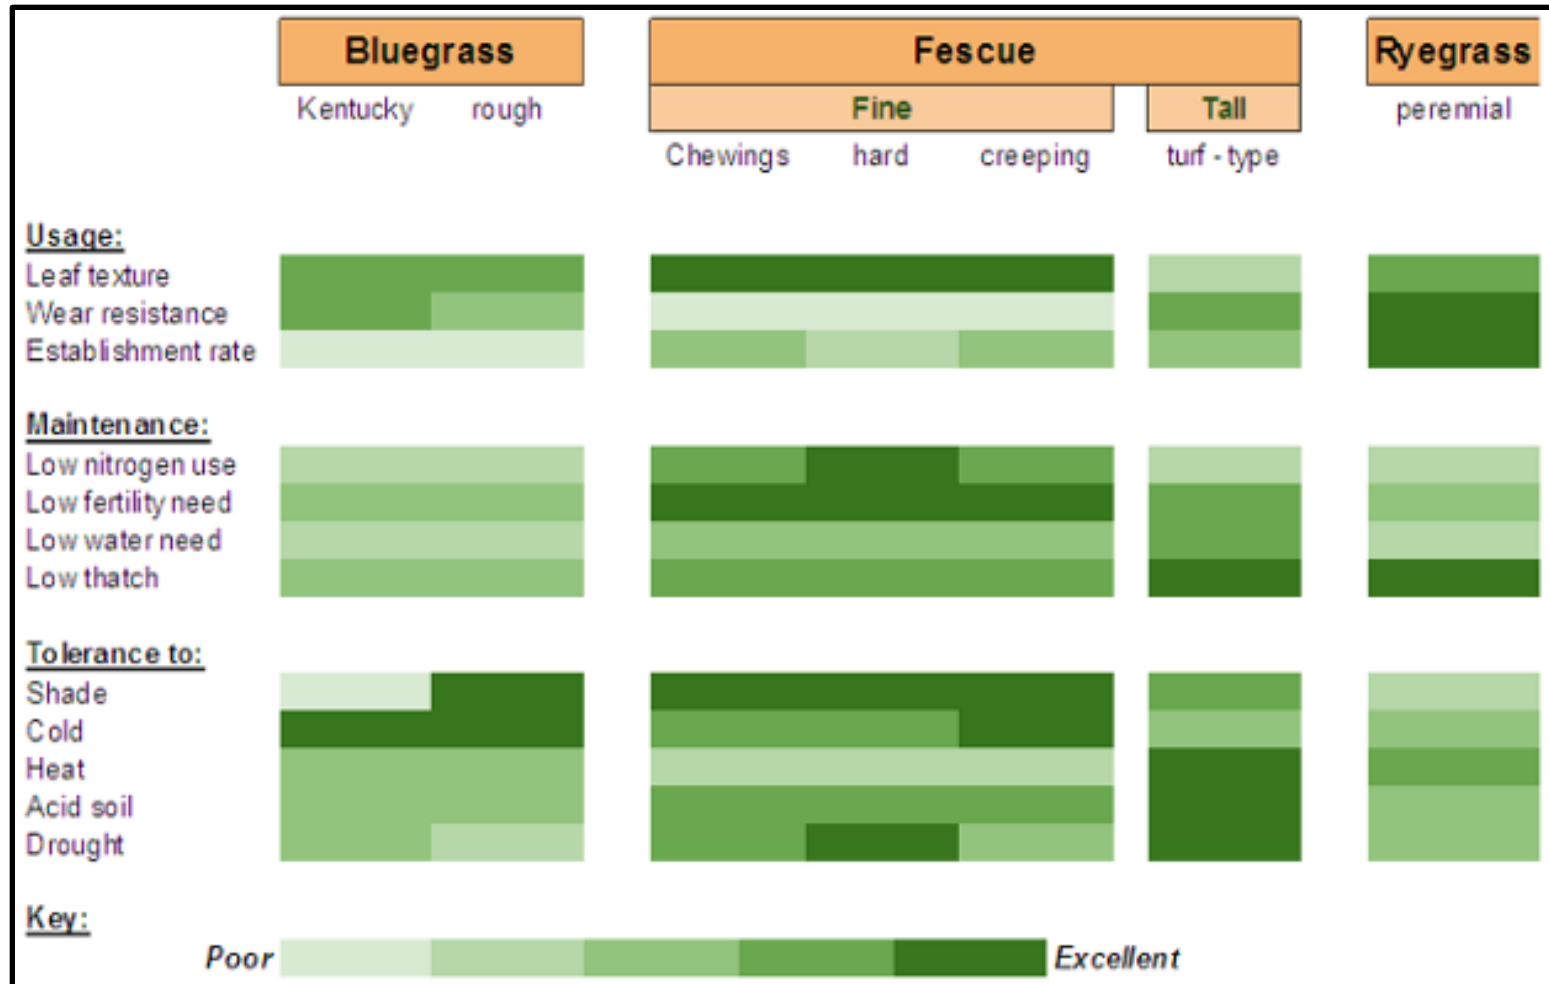 Bluegrass Fescue Ryegrass
Kentucky rough Fine Tall perennial
Chewings hard creeping turf - type
Usage:
Leaf texture
Wear resistance
Establishment rate
Maintenance:
Low nitrogen use
Low fertility need
Low water need
Low thatch
Tolerance to:
Shade
Cold
Heat
Acid soil
Drought
Key:
Poor Excellent